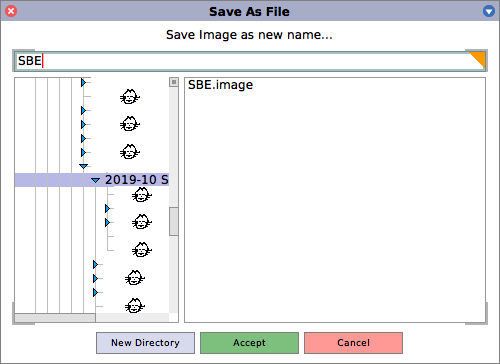 Save As File
Save Image as new name...
SBE
SBE.image
2019-10 S
New Directory
Accept
Cancel